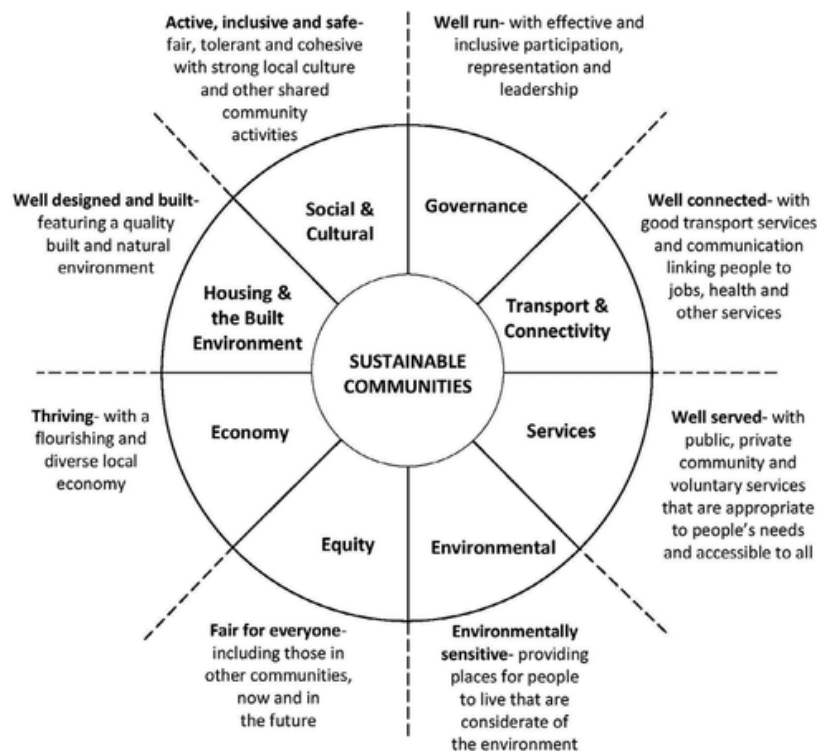 Active, inclusive and safe-
fair, tolerant and cohesive
with strong local culture
and other shared
community
activities
Well run- with effective and
inclusive participation,
representation and
leadership
Well designed and built-
featuring a quality
built and natural
environment
Social &
Cultural
Governance
Well connected- with
good transport services
and communication
linking people to
jobs, health and
other services
Housing &
the Built
Environment
Transport &
Connectivity
SUSTAINABLE
COMMUNITIES
Thriving- with a
flourishing and
diverse local
economy
Economy
Services
Well served- with
public, private
community and
voluntary services
that are appropriate
to people's needs
and accessible to all
Equity
Environmental
Fair for everyone-
including those in
other communities,
now and in
the future
Environmentally
sensitive- providing
places for people
to live that are
considerate of
the environment